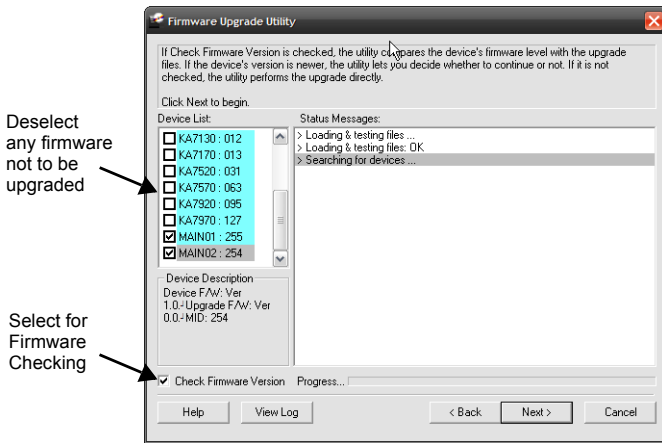 Firmware Upgrade Utility
If Check Firmware Version is checked, the utility compares the device's firmware level with the upgrade
files. If the device's version is newer, the utility lets you decide whether to continue or not. If it is not
checked, the utility performs the upgrade directly.
Click Next to begin.
Device List:
Status Messages:
Deselect
any firmware
not to be
upgraded
KA7130 : 012
KA7170 : 013
KA7520 : 031
KA7570 : 063
KA7920 : 095
KA7970 : 127
MAIN01 : 255
MAIN02 : 254
> Loading & testing files ...
> Loading & testing files: OK
> Searching for devices ...
Device Description
Device F/W: Ver
1.0.┘Upgrade F/W: Ver
0.0.┘MID: 254
Select for
Firmware
Checking
Check Firmware Version
Progress...
Help
View Log
< Back
Next >
Cancel